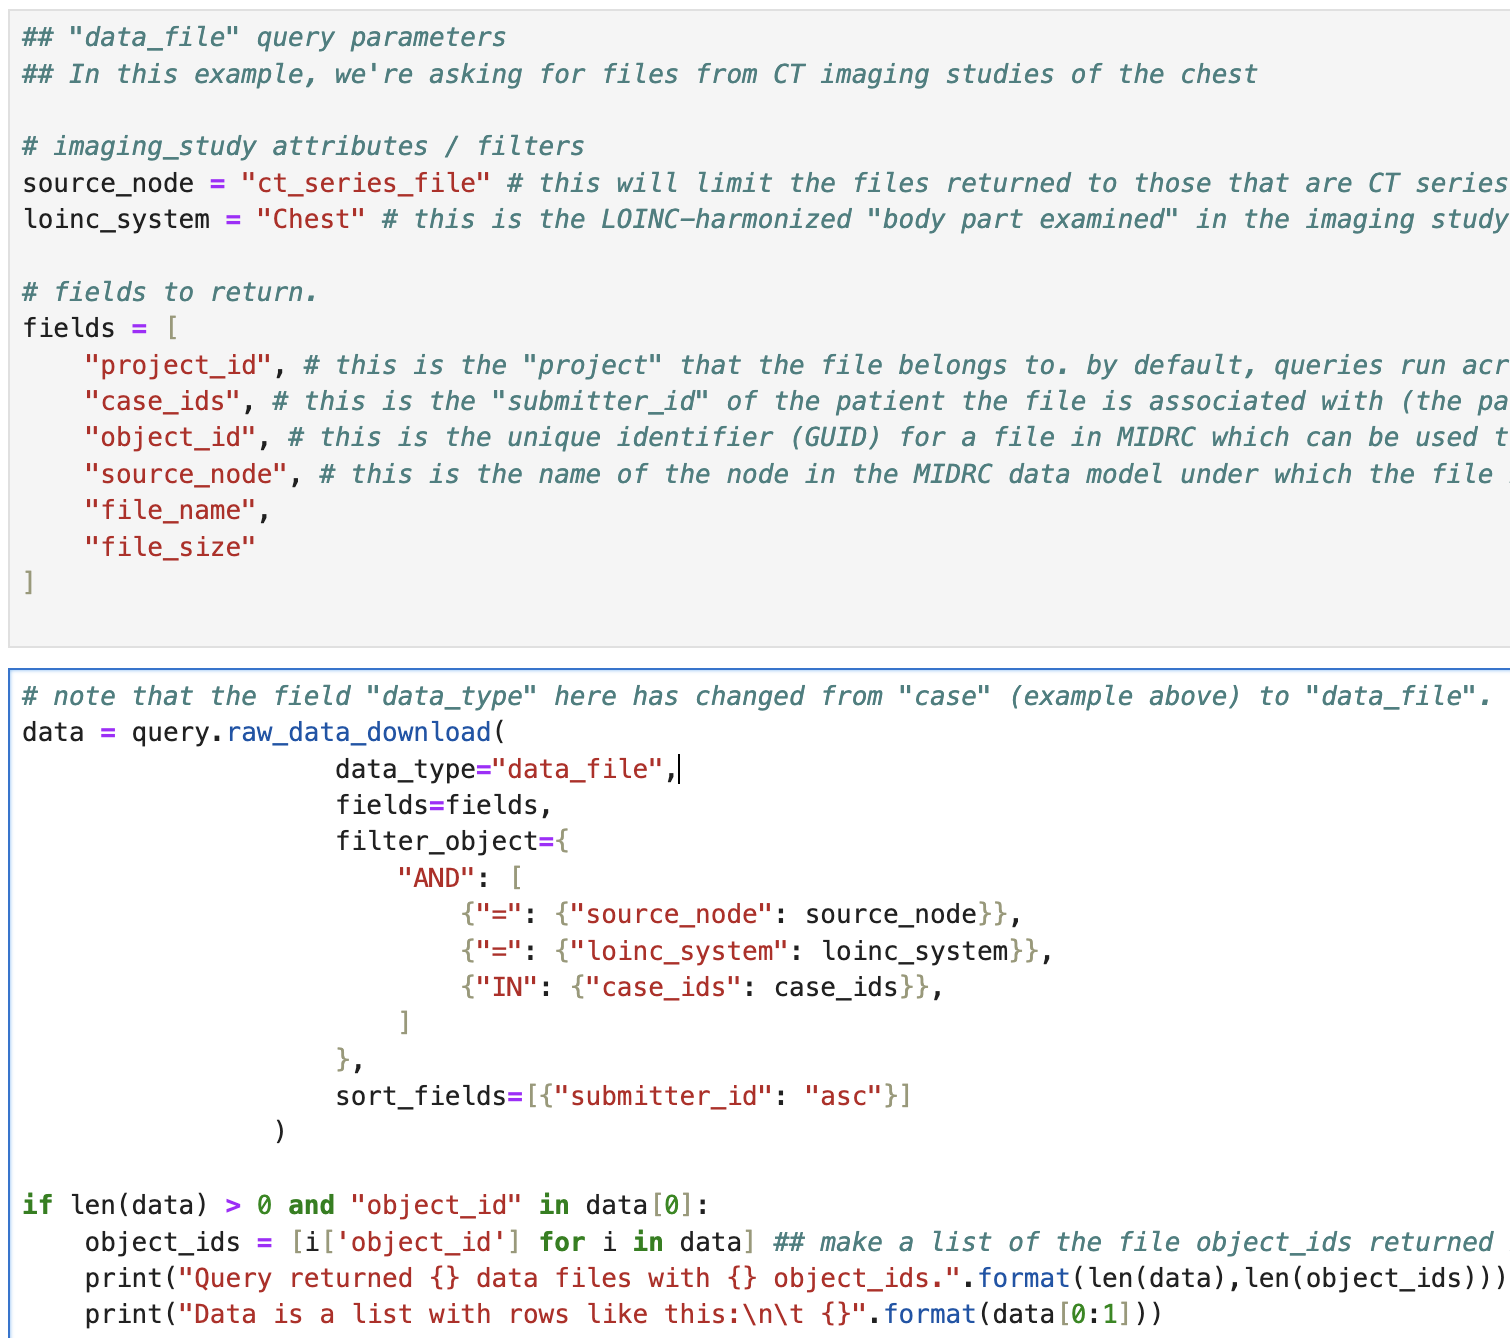 ## "data_file" query parameters
## In this example, we're asking for files from CT imaging studies of the chest
# imaging_study attributes / filters
source_node = "ct_series_file" # this will limit the files returned to those that are CT series
loinc_system = "Chest" # this is the LOINC-harmonized "body part examined" in the imaging study
# fields to return.
fields = [
    "project_id", # this is the "project" that the file belongs to. by default, queries run acr
    "case_ids", # this is the "submitter_id" of the patient the file is associated with (the pa
    "object_id", # this is the unique identifier (GUID) for a file in MIDRC which can be used t
    "source_node", # this is the name of the node in the MIDRC data model under which the file
    "file_name",
    "file_size"
]
# note that the field "data_type" here has changed from "case" (example above) to "data_file".
data = query.raw_data_download(
                    data_type="data_file",
                    fields=fields,
                    filter_object={
                        "AND": [
                            {"=": {"source_node": source_node}},
                            {"=": {"loinc_system": loinc_system}},
                            {"IN": {"case_ids": case_ids}},
                        ]
                    },
                    sort_fields=[{"submitter_id": "asc"}]
                )
if len(data) > 0 and "object_id" in data[0]:
    object_ids = [i['object_id'] for i in data] ## make a list of the file object_ids returned
    print("Query returned {} data files with {} object_ids.".format(len(data),len(object_ids)))
    print("Data is a list with rows like this:\n\t {}".format(data[0:1]))